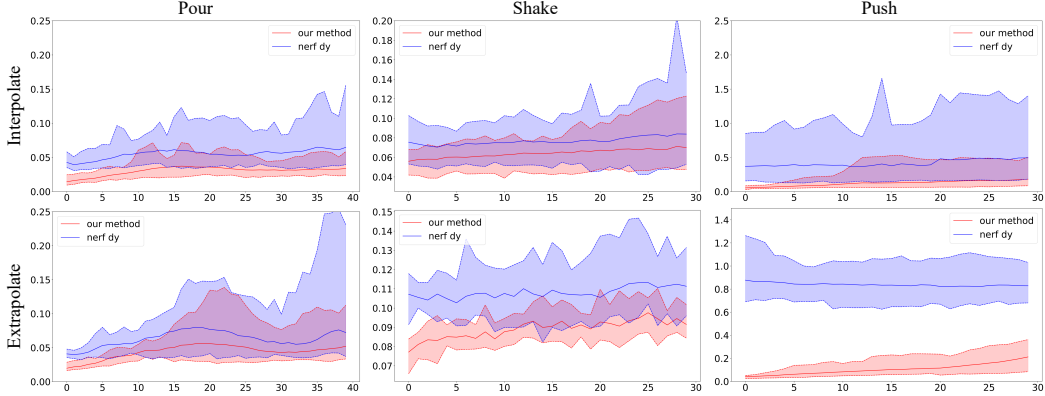 Pour
Shake
Push
Interpolate
0.25
0.20
0.15
0.10
0.05
0.00
our method
nerf dy
0 5 10 15 20 25 30 35 40
0.20
0.18
0.16
0.14
0.12
0.10
0.08
0.06
0.04
our method
nerf dy
0 5 10 15 20 25 30
2.5
2.0
1.5
1.0
0.5
0.0
our method
nerf dy
0 5 10 15 20 25 30
Extrapolate
0.25
0.20
0.15
0.10
0.05
0.00
our method
nerf dy
0 5 10 15 20 25 30 35 40
0.15
0.14
0.13
0.12
0.11
0.10
0.09
0.08
0.07
our method
nerf dy
0 5 10 15 20 25 30
1.4
1.2
1.0
0.8
0.6
0.4
0.2
0.0
our method
nerf dy
0 5 10 15 20 25 30